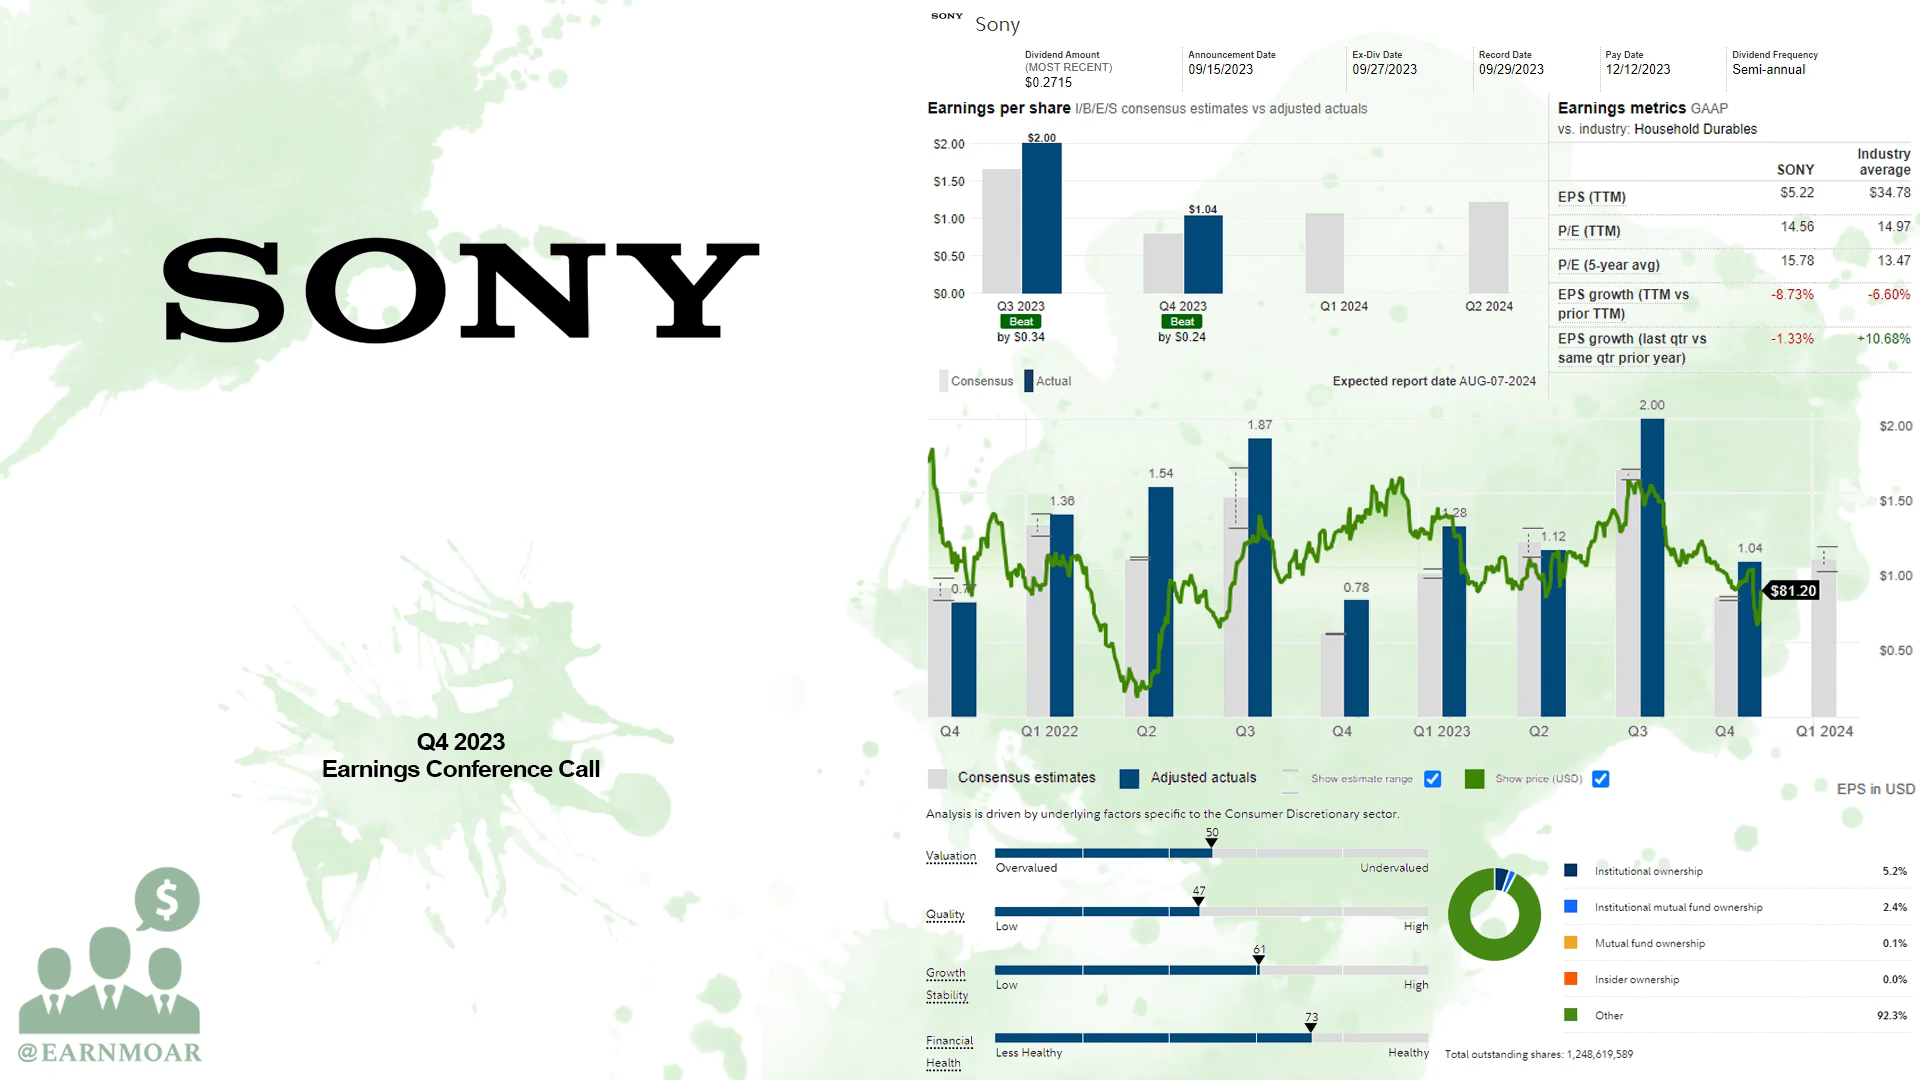 SONY
Q4 2023
Earnings Conference Call
$
@EARNMOAR
SONY
Sony
Dividend Amount
(MOST RECENT)
$0.2715
Announcement Date
09/15/2023
Ex-Div Date
09/27/2023
Record Date
09/29/2023
Pay Date
12/12/2023
Dividend Frequency
Semi-annual
Earnings per share I/B/E/S consensus estimates vs adjusted actuals
$2.00
$1.50
$1.00
$0.50
$0.00
$2.00
$1.04
Q3 2023
Beat
by $0.34
Q4 2023
Beat
by $0.24
Q1 2024
Q2 2024
Consensus
Actual
Expected report date AUG-07-2024
Earnings metrics GAAP
vs. industry: Household Durables
SONY Industry average
EPS (TTM) $5.22 $34.78
P/E (TTM) 14.56 14.97
P/E (5-year avg) 15.78 13.47
EPS growth (TTM vs prior TTM) -8.73% -6.60%
EPS growth (last qtr vs same qtr prior year) -1.33% +10.68%
1.36
1.54
1.87
0.78
1.28
1.12
2.00
1.04
$81.20
$2.00
$1.50
$1.00
$0.50
Q4 Q1 2022 Q2 Q3 Q4 Q1 2023 Q2 Q3 Q4 Q1 2024
Consensus estimates Adjusted actuals Show estimate range Show price (USD)
EPS in USD
Analysis is driven by underlying factors specific to the Consumer Discretionary sector.
50
Valuation
Overvalued Undervalued
47
Quality
Low High
61
Growth
Stability
Low High
73
Financial
Health
Less Healthy Healthy
Institutional ownership 5.2%
Institutional mutual fund ownership 2.4%
Mutual fund ownership 0.1%
Insider ownership 0.0%
Other 92.3%
Total outstanding shares: 1,248,619,589